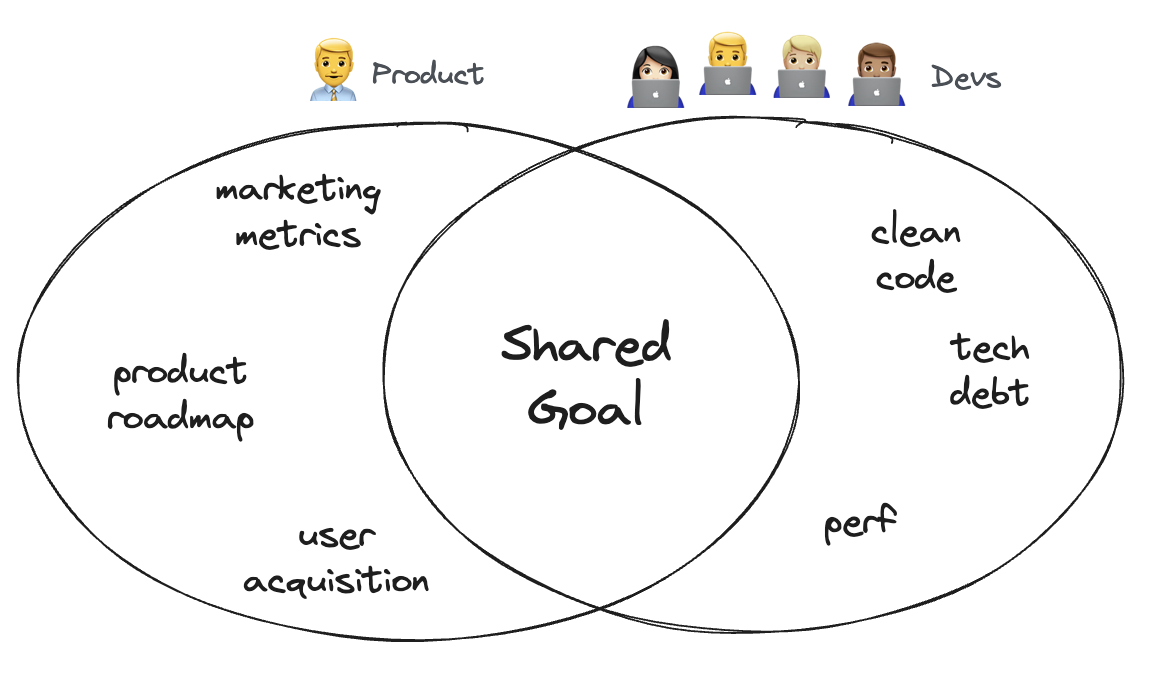 Product
Devs
marketing
metrics
product
roadmap
user
acquisition
Shared
Goal
clean
code
tech
debt
perf